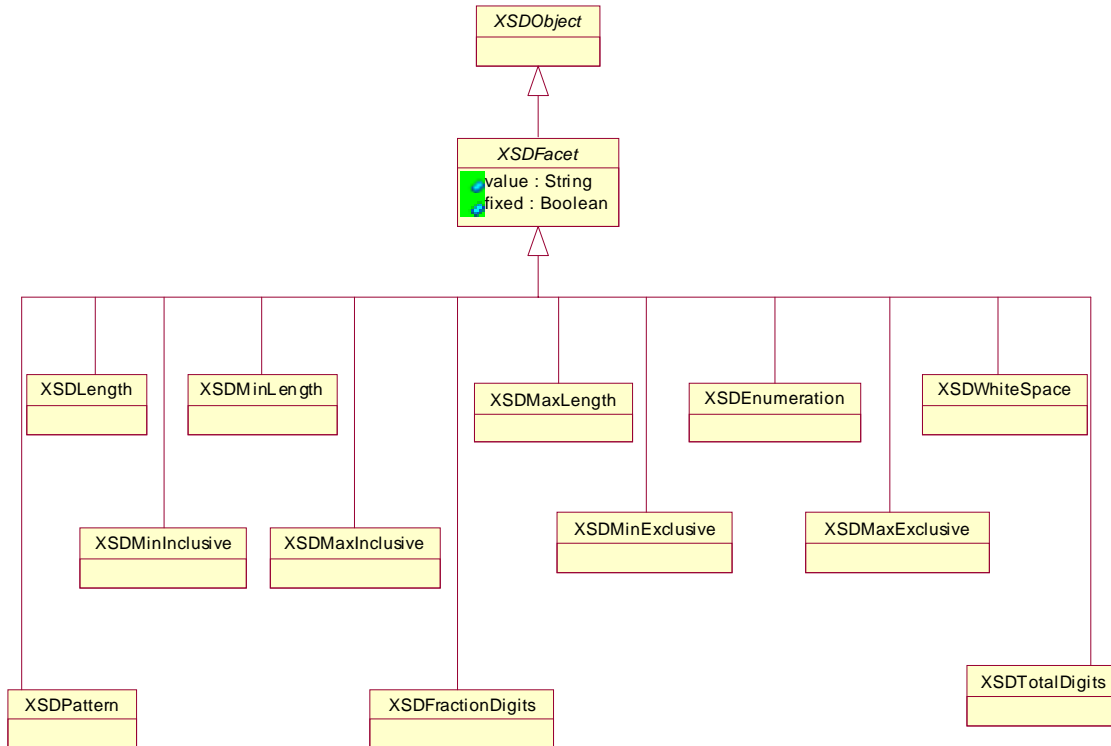 XSDObject
XSDFacet
value : String
fixed : Boolean
XSDLength
XSDMinLength
XSDMaxLength
XSDEnumeration
XSDWhiteSpace
XSDMinInclusive
XSDMaxInclusive
XSDMinExclusive
XSDMaxExclusive
XSDPattern
XSDFractionDigits
XSDTotalDigits